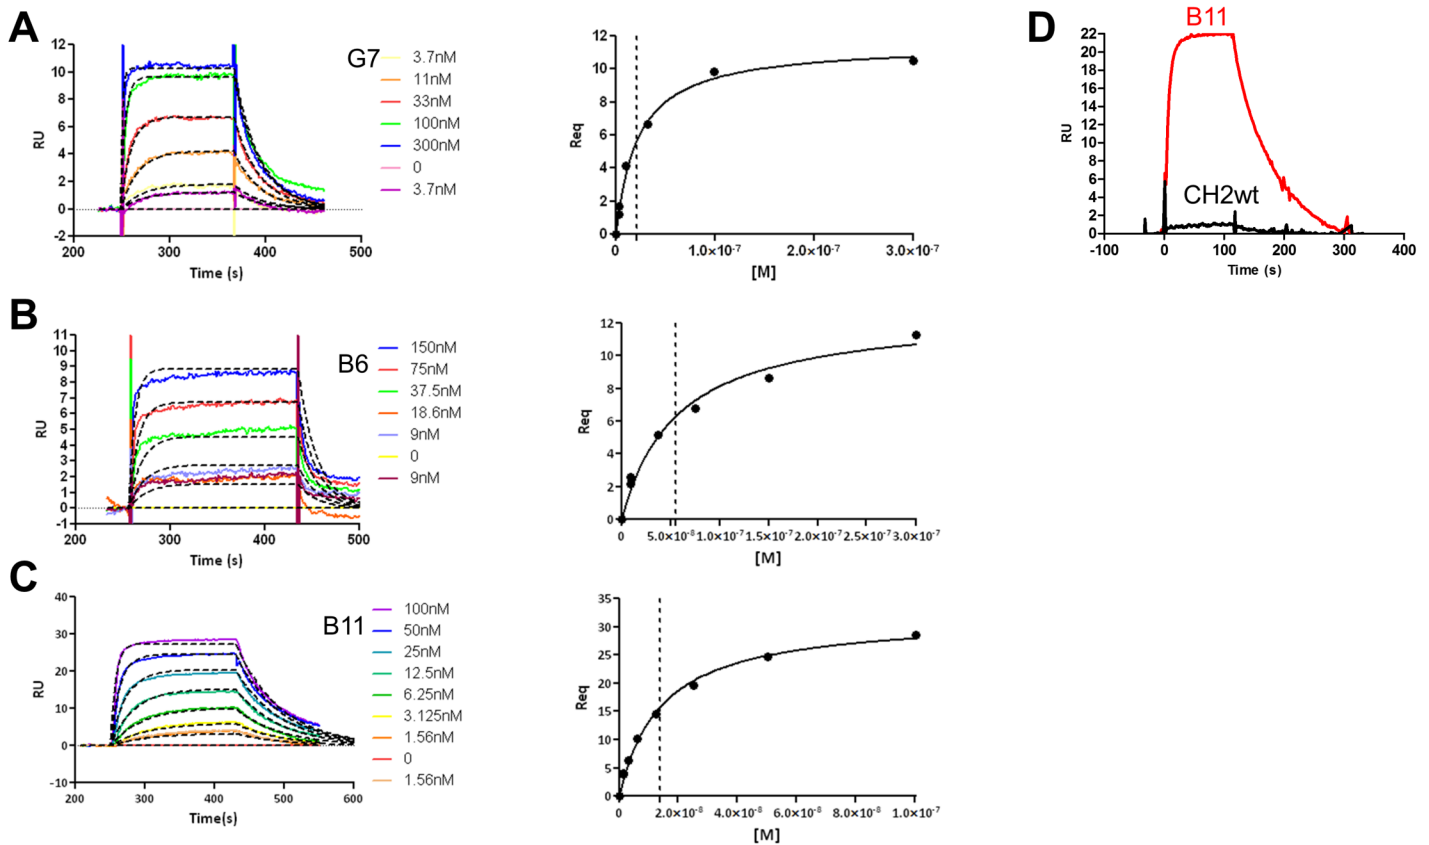 A
G7
12
10
8
6
4
2
0
-2
RU
200
300
400
500
Time (s)
3.7nM
11nM
33nM
100nM
300nM
0
3.7nM
12
10
8
6
4
2
0
Req
0
1.0×10⁻⁷
2.0×10⁻⁷
3.0×10⁻⁷
[M]
D
B11
CH2wt
22
20
18
16
14
12
10
8
6
4
2
0
RU
-100
0
100
200
300
400
Time (s)
B
B6
11
10
9
8
7
6
5
4
3
2
1
0
-1
RU
200
300
400
500
Time (s)
150nM
75nM
37.5nM
18.6nM
9nM
0
9nM
12
10
8
6
4
2
0
Req
0
5.0×10⁻⁸
1.0×10⁻⁷
1.5×10⁻⁷
2.0×10⁻⁷
2.5×10⁻⁷
3.0×10⁻⁷
[M]
C
B11
40
30
20
10
0
-10
RU
200
300
400
500
600
Time(s)
100nM
50nM
25nM
12.5nM
6.25nM
3.125nM
1.56nM
0
1.56nM
35
30
25
20
15
10
5
0
Req
0
2.0×10⁻⁸
4.0×10⁻⁸
6.0×10⁻⁸
8.0×10⁻⁸
1.0×10⁻⁷
[M]